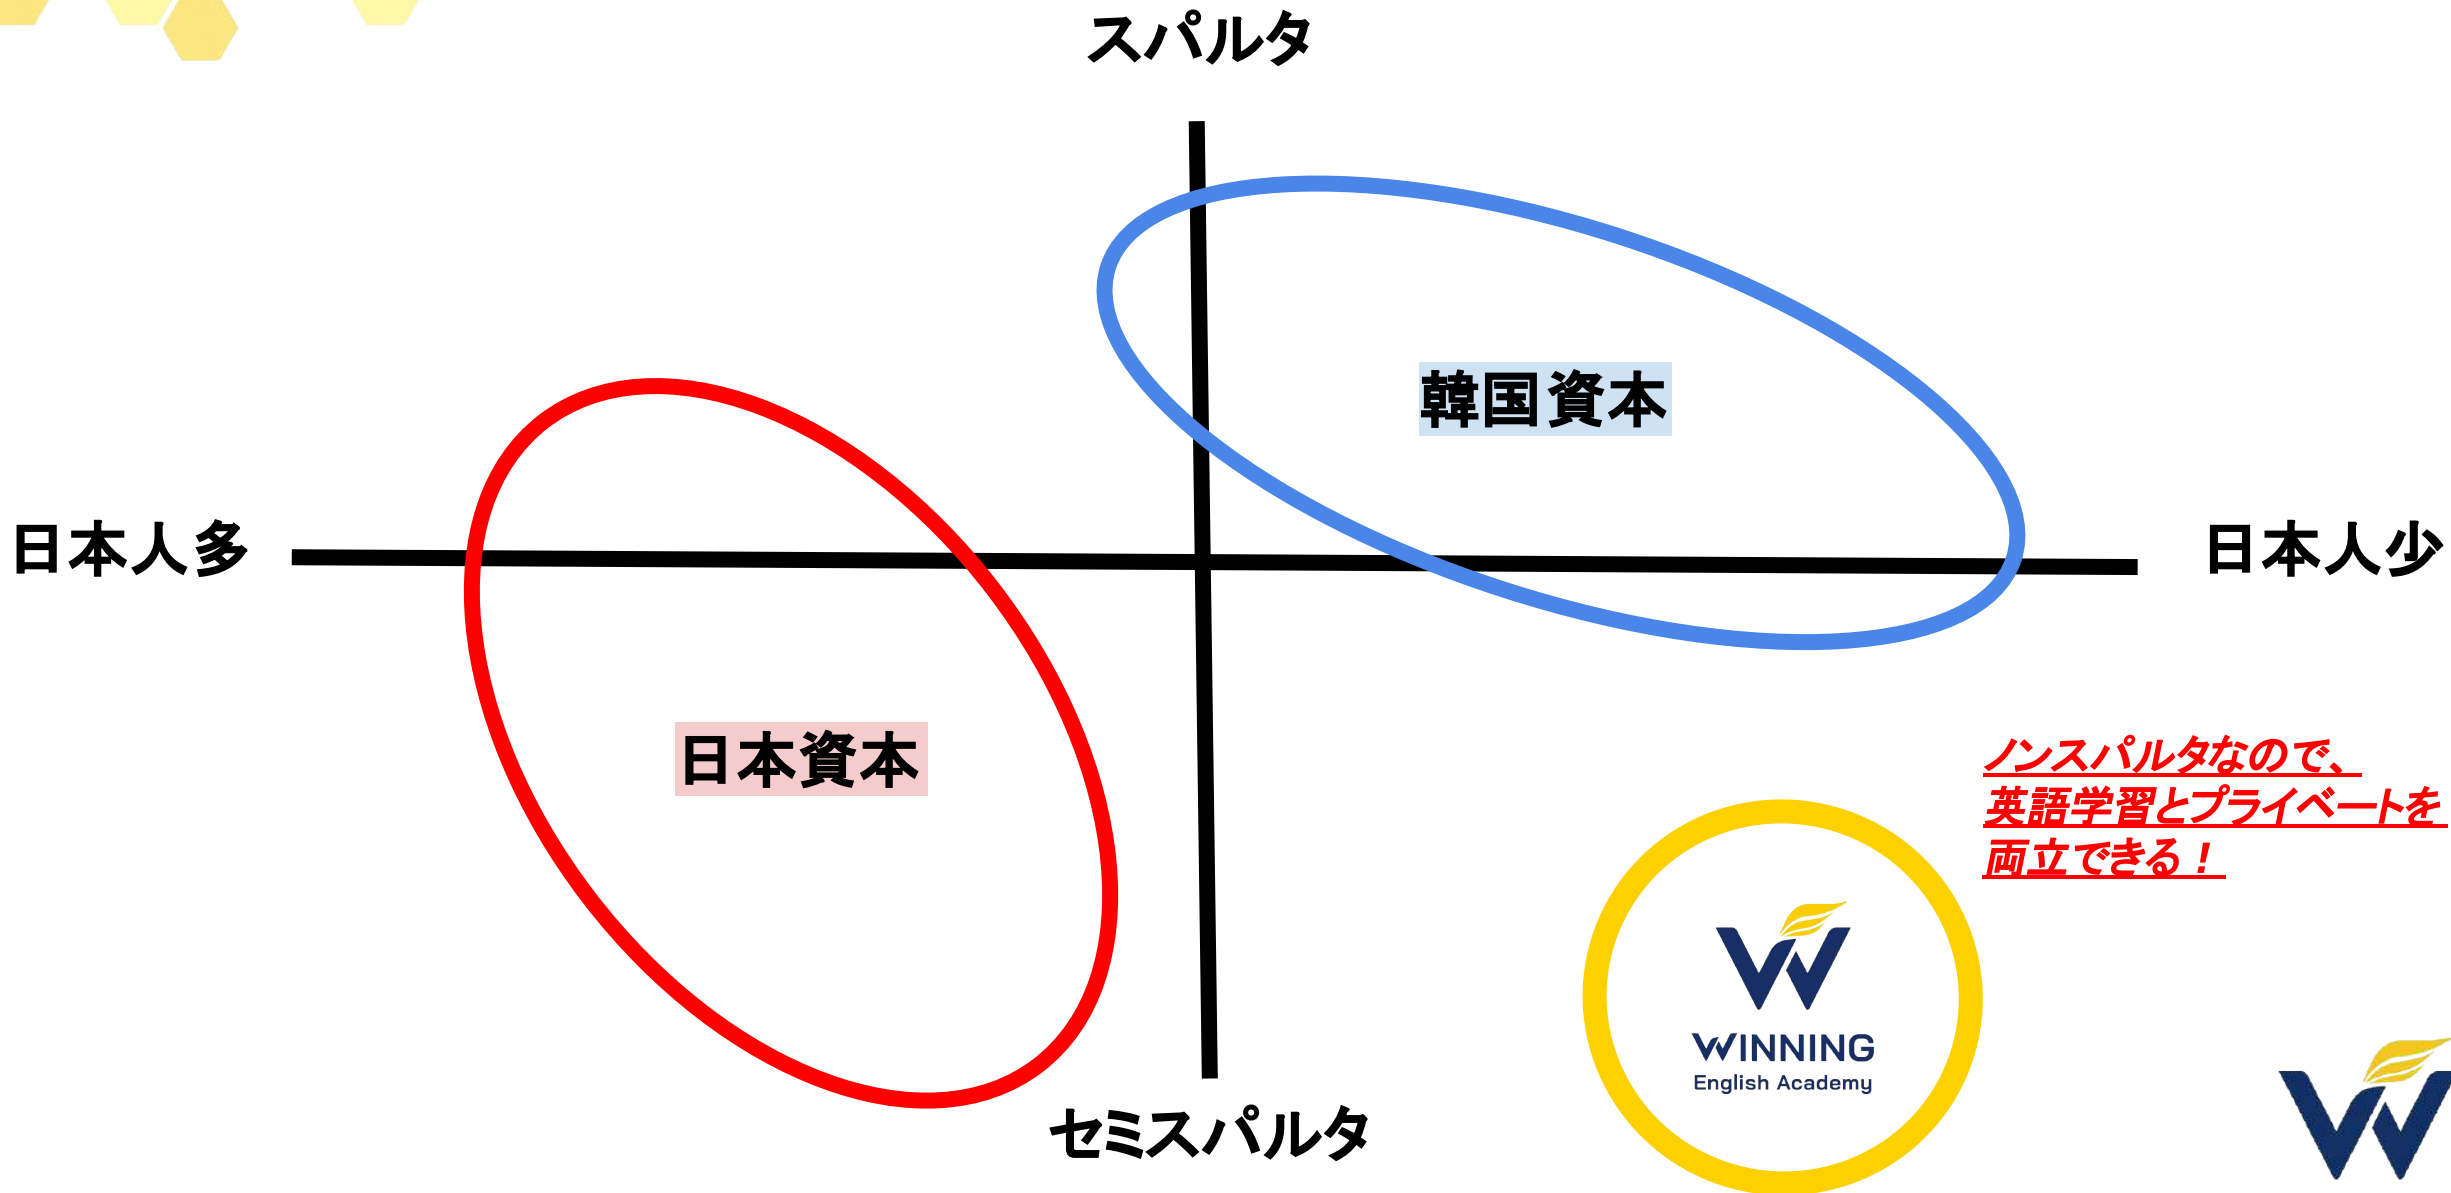 スパルタ
韓国資本
日本人多
日本人少
日本資本
ノンスパルタなので、
英語学習とプライベートを
両立できる！
WINNING
English Academy
セミスパルタ